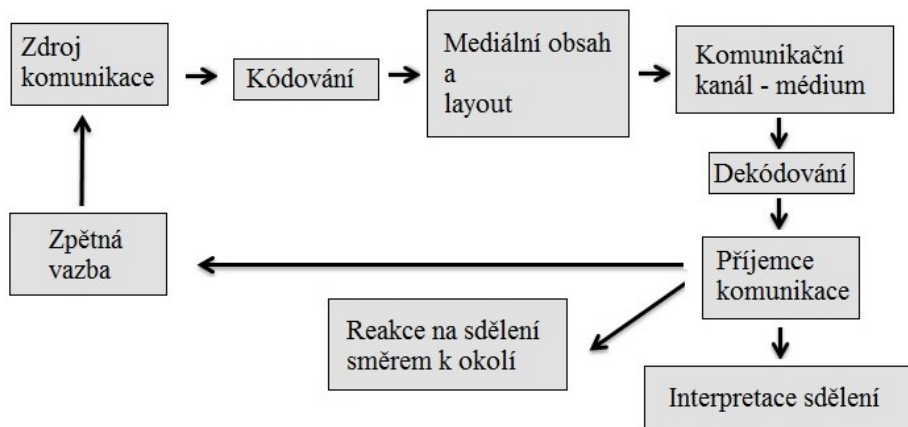 Zdroj
komunikace
Kódování
Mediální obsah
a
layout
Komunikační
kanál - médium
Dekódování
Příjemce
komunikace
Zpětná
vazba
Reakce na sdělení
směrem k okolí
Interpretace sdělení